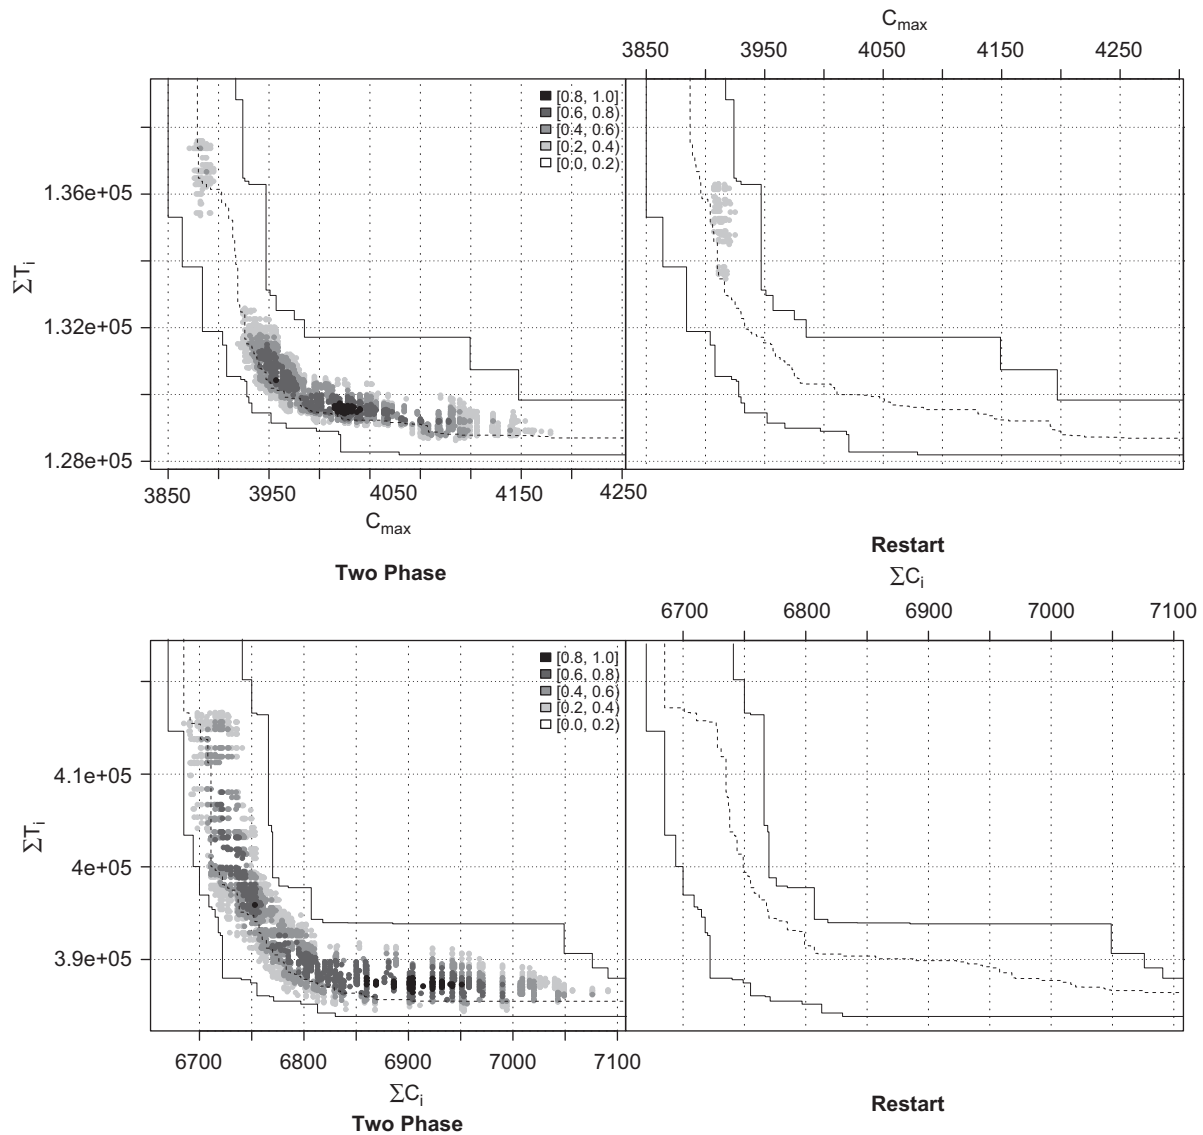 C_max
3850 3950 4050 4150 4250
[0.8, 1.0]
[0.6, 0.8)
[0.4, 0.6)
[0.2, 0.4)
[0.0, 0.2)
1.36e+05
1.32e+05
1.28e+05
ΣT_i
3850 3950 4050 4150 4250
C_max
Two Phase
Restart
ΣC_i
6700 6800 6900 7000 7100
[0.8, 1.0]
[0.6, 0.8)
[0.4, 0.6)
[0.2, 0.4)
[0.0, 0.2)
4.1e+05
4e+05
3.9e+05
ΣT_i
6700 6800 6900 7000 7100
ΣC_i
Two Phase
Restart